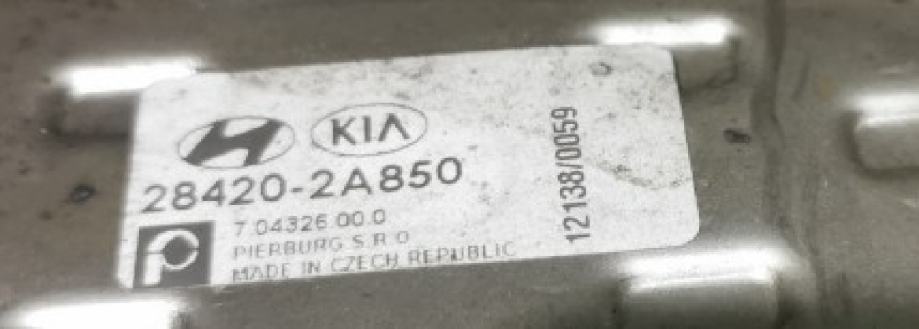 KIA
28420-2A850
7.04326.00.0
PIERBURG S.R.O
MADE IN CZECH REPUBLIC
12138/0059